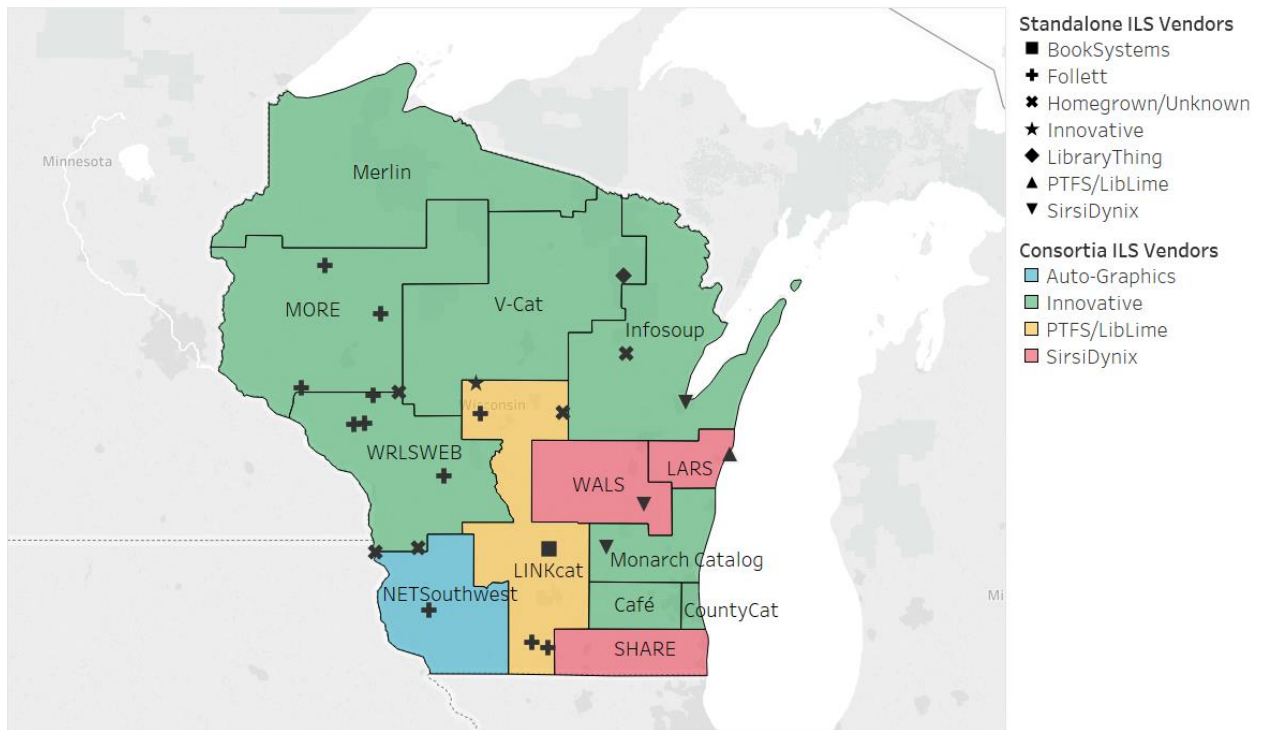 Minnesota
Merlin
MORE
V-Cat
Infosoup
Wisconsin
WRLSWEB
WALS
LARS
LINKcat
Monarch Catalog
NETSouthwest
Café
CountyCat
SHARE
Mi
Standalone ILS Vendors
BookSystems
Follett
Homegrown/Unknown
Innovative
LibraryThing
PTFS/LibLime
SirsiDynix
Consortia ILS Vendors
Auto-Graphics
Innovative
PTFS/LibLime
SirsiDynix